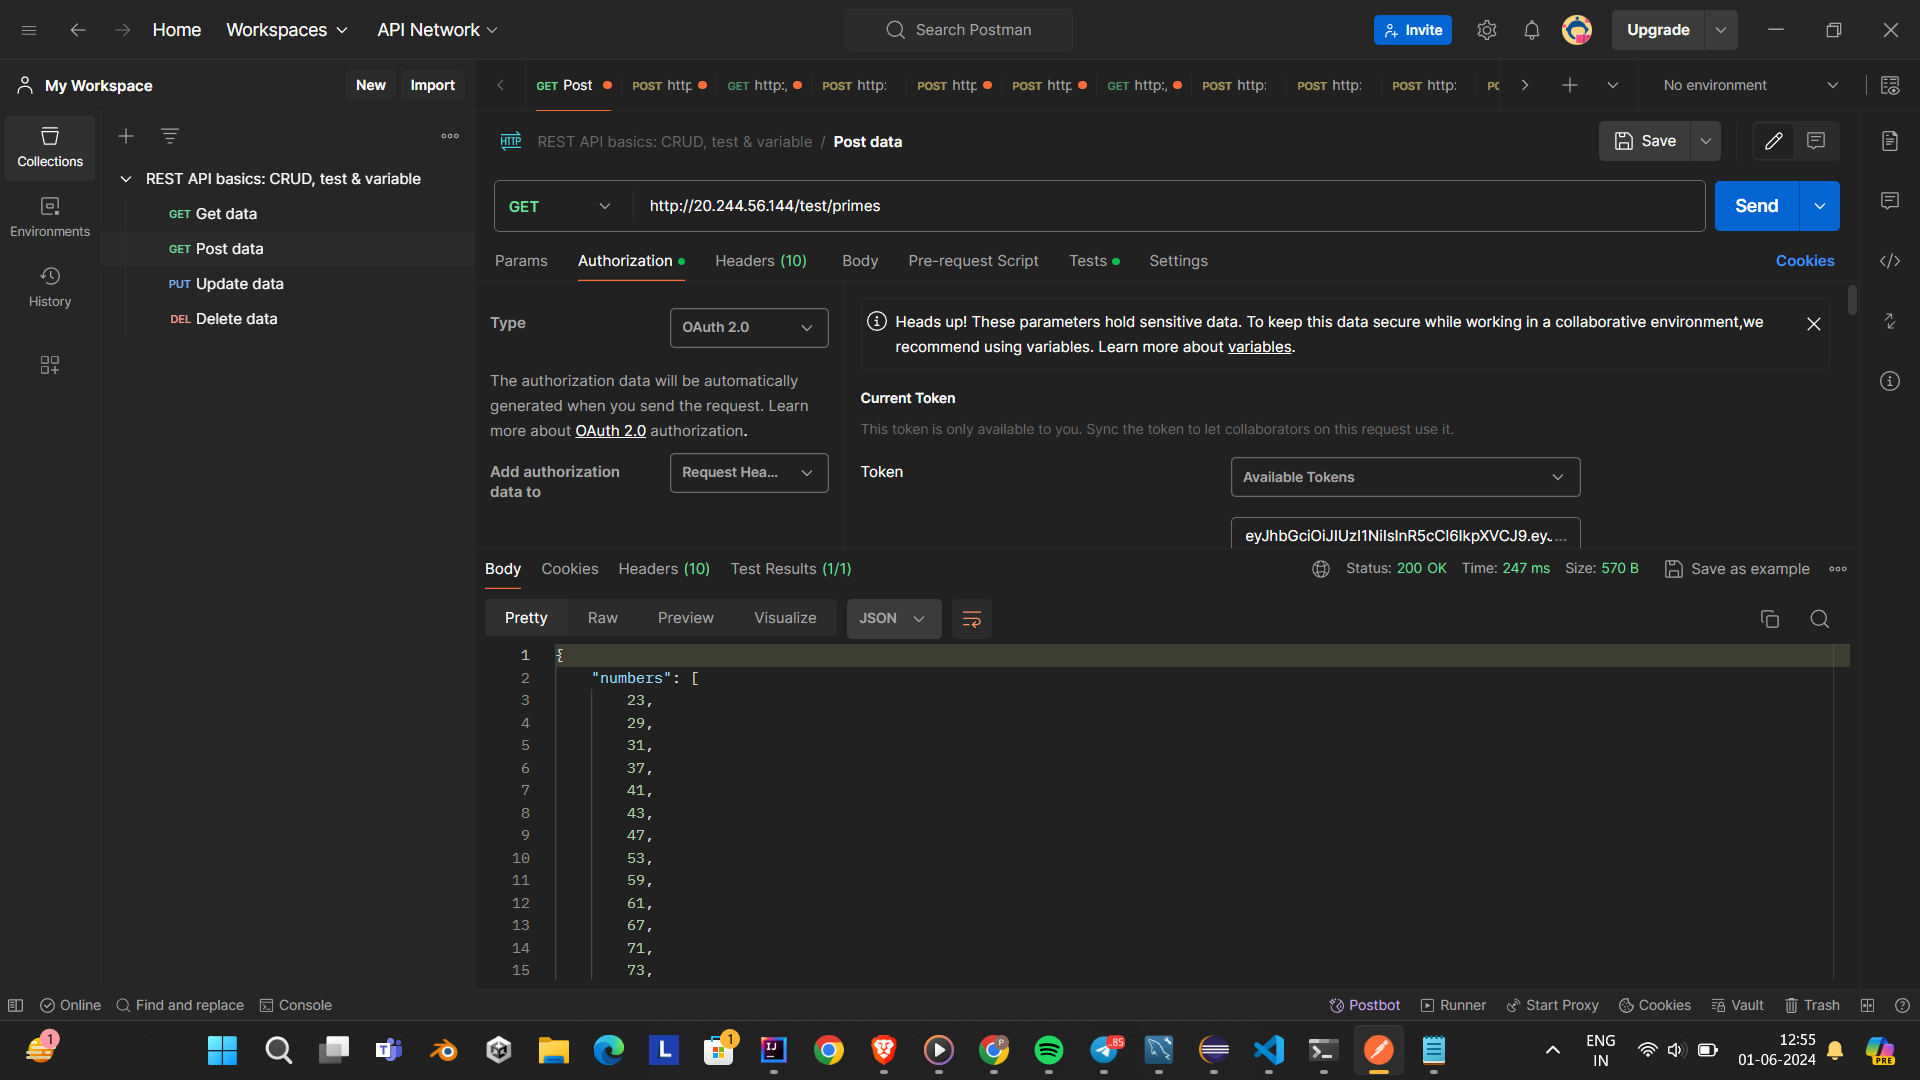 Home Workspaces API Network Search Postman Invite Upgrade
My Workspace New Import GET Post POST http POST http GET http:, POST http: POST http POST http GET http:, POST http: POST http: POST http: PO No environment
HTTP REST API basics: CRUD, test & variable / Post data Save
Collections
Environments
History
REST API basics: CRUD, test & variable
GET Get data
GET Post data
PUT Update data
DEL Delete data
GET http://20.244.56.144/test/primes Send
Params Authorization Headers (10) Body Pre-request Script Tests Settings Cookies
Type OAuth 2.0
The authorization data will be automatically
generated when you send the request. Learn
more about OAuth 2.0 authorization.
Add authorization
data to
Request Hea...
Heads up! These parameters hold sensitive data. To keep this data secure while working in a collaborative environment,we
recommend using variables. Learn more about variables.
Current Token
This token is only available to you. Sync the token to let collaborators on this request use it.
Token Available Tokens
eyJhbGciOiJIUzI1NiIsInR5cCI6IkpXVCJ9.eyJ...
Body Cookies Headers (10) Test Results (1/1) Status: 200 OK Time: 247 ms Size: 570 B Save as example
Pretty Raw Preview Visualize JSON
1 {
2 "numbers": [
3 23,
4 29,
5 31,
6 37,
7 41,
8 43,
9 47,
10 53,
11 59,
12 61,
13 67,
14 71,
15 73,
Online Find and replace Console Postbot Runner Start Proxy Cookies Vault Trash
1 L 1 IJ P .85 PRE
ENG
IN
12:55
01-06-2024